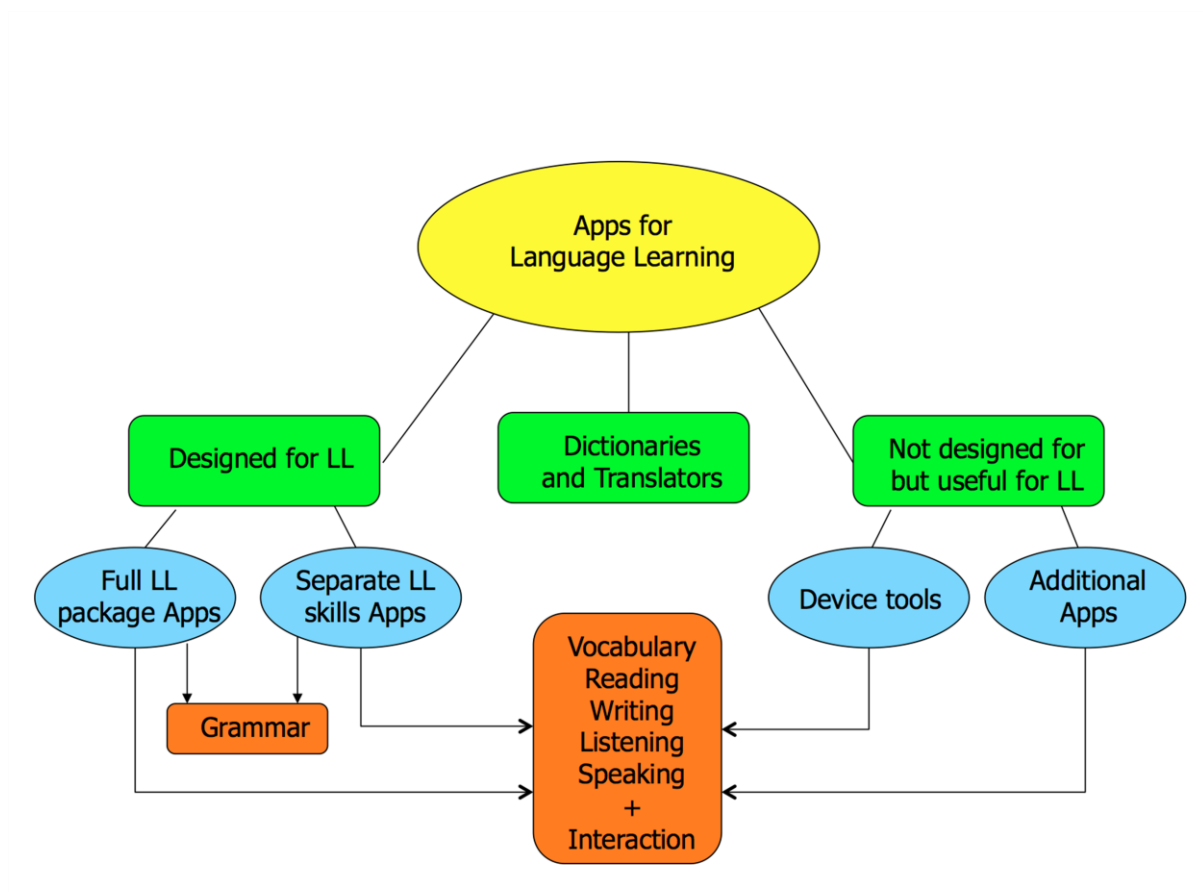 Apps for
Language Learning
Designed for LL
Dictionaries
and Translators
Not designed for
but useful for LL
Full LL
package Apps
Separate LL
skills Apps
Device tools
Additional
Apps
Grammar
Vocabulary
Reading
Writing
Listening
Speaking
+
Interaction